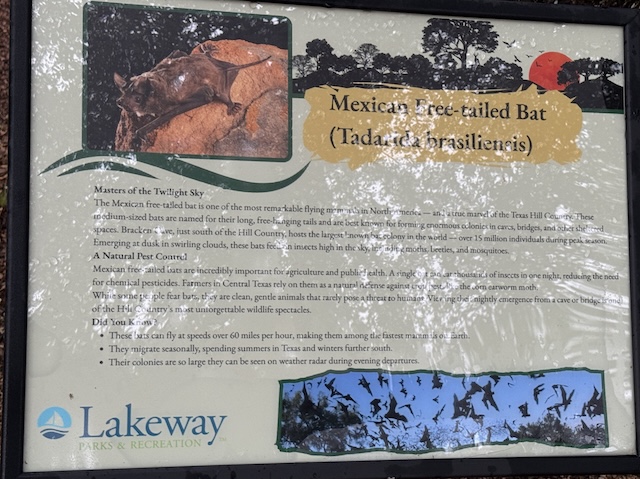 Mexican Free-tailed Bat
(Tadarida brasiliensis)
Masters of the Twilight Sky
The Mexican free-tailed bat is one of the most remarkable flying mammals in North America — and a true marvel of the Texas Hill Country. These
medium-sized bats are named for their long, free-hanging tails and are best known for forming enormous colonies in caves, bridges, and other sheltered
spaces. Bracken Cave, just south of the Hill Country, hosts the largest known bat colony in the world — over 15 million individuals during peak season.
Emerging at dusk in swirling clouds, these bats feed on insects high in the sky, including moths, beetles, and mosquitoes.
A Natural Pest Control
Mexican free-tailed bats are incredibly important for agriculture and public health. A single bat can eat thousands of insects in one night, reducing the need
for chemical pesticides. Farmers in Central Texas rely on them as a natural defense against crop pests like the corn earworm moth.
While some people fear bats, they are clean, gentle animals that rarely pose a threat to humans. Viewing their nightly emergence from a cave or bridge is one
of the Hill Country's most unforgettable wildlife spectacles.
Did You Know?
• These bats can fly at speeds over 60 miles per hour, making them among the fastest mammals on Earth.
• They migrate seasonally, spending summers in Texas and winters further south.
• Their colonies are so large they can be seen on weather radar during evening departures.
Lakeway
PARKS & RECREATION